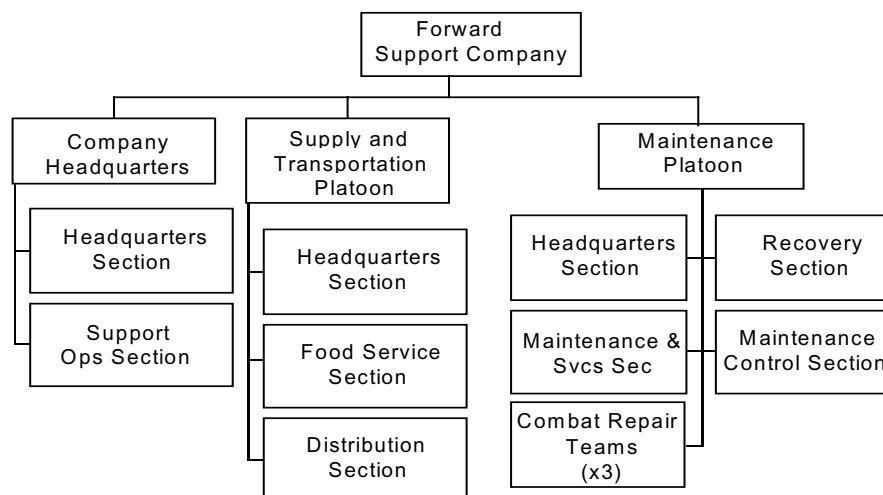 Forward
Support Company
Company
Headquarters
Supply and
Transportation
Platoon
Maintenance
Platoon
Headquarters
Section
Support
Ops Section
Headquarters
Section
Food Service
Section
Distribution
Section
Headquarters
Section
Recovery
Section
Maintenance &
Svcs Sec
Maintenance
Control Section
Combat Repair
Teams
(x3)